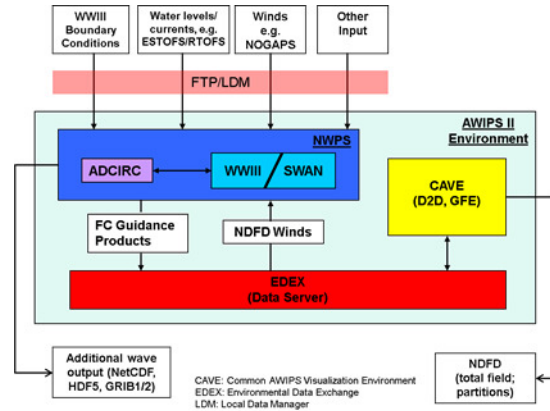 WWIII
Boundary
Conditions
Water levels/
currents, e.g.
ESTOFS/RTOFS
Winds
e.g.
NOGAPS
Other
Input
FTP/LDM
AWIPS II
Environment
NWPS
ADCIRC
WWIII
SWAN
CAVE
(D2D, GFE)
FC Guidance
Products
NDFD Winds
EDEX
(Data Server)
Additional wave
output (NetCDF,
HDF5, GRIB1/2)
CAVE: Common AWIPS Visualization Environment
EDEX: Environmental Data Exchange
LDM: Local Data Manager
NDFD
(total field;
partitions)